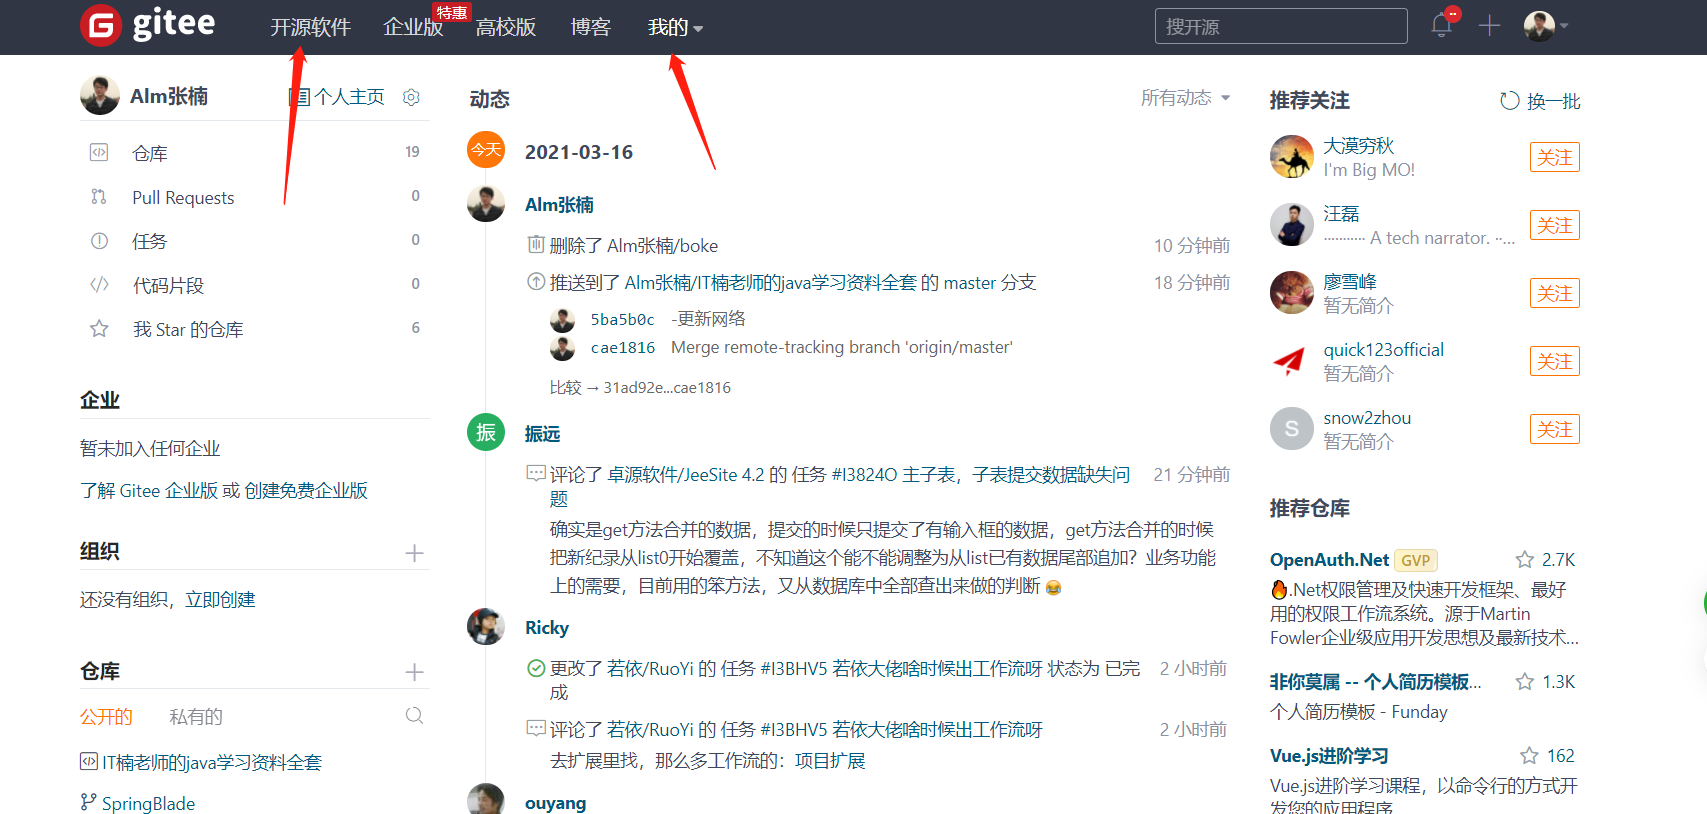 gitee
开源软件
企业版
特惠
高校版
博客
我的
搜开源
Alm张楠
个人主页
仓库 19
Pull Requests 0
任务 0
代码片段 0
我 Star 的仓库 6
企业
暂未加入任何企业
了解 Gitee 企业版 或 创建免费企业版
组织
还没有组织，立即创建
仓库
公开的 私有的
IT楠老师的java学习资料全套
SpringBlade
动态
所有动态
今天 2021-03-16
Alm张楠
删除了 Alm张楠/boke 10 分钟前
推送到了 Alm张楠/IT楠老师的java学习资料全套 的 master 分支 18 分钟前
5ba5b0c -更新网络
cae1816 Merge remote-tracking branch 'origin/master'
比较 → 31ad92e...cae1816
振 振远
评论了 卓源软件/JeeSite 4.2 的 任务 #I3824O 主子表，子表提交数据缺失问 21 分钟前
题
确实是get方法合并的数据，提交的时候只提交了有输入框的数据，get方法合并的时候
把新纪录从list0开始覆盖，不知道这个能不能调整为从list已有数据尾部追加？业务功能
上的需要，目前用的笨方法，又从数据库中全部查出来做的判断 😂
Ricky
更改了 若依/RuoYi 的 任务 #I3BHV5 若依大佬啥时候出工作流呀 状态为 已完 2 小时前
成
评论了 若依/RuoYi 的 任务 #I3BHV5 若依大佬啥时候出工作流呀 2 小时前
去扩展里找，那么多工作流的：项目扩展
ouyang
推荐关注
换一批
大漠穷秋 关注
I'm Big MO!
汪磊 关注
··········· A tech narrator. ··...
廖雪峰 关注
暂无简介
quick123official 关注
暂无简介
S snow2zhou 关注
暂无简介
推荐仓库
OpenAuth.Net GVP 2.7K
🔥.Net权限管理及快速开发框架、最好
用的权限工作流系统。源于Martin
Fowler企业级应用开发思想及最新技术...
非你莫属 -- 个人简历模板... 1.3K
个人简历模板 - Funday
Vue.js进阶学习 162
Vue.js进阶学习课程，以命令行的方式开
发您的应用程序